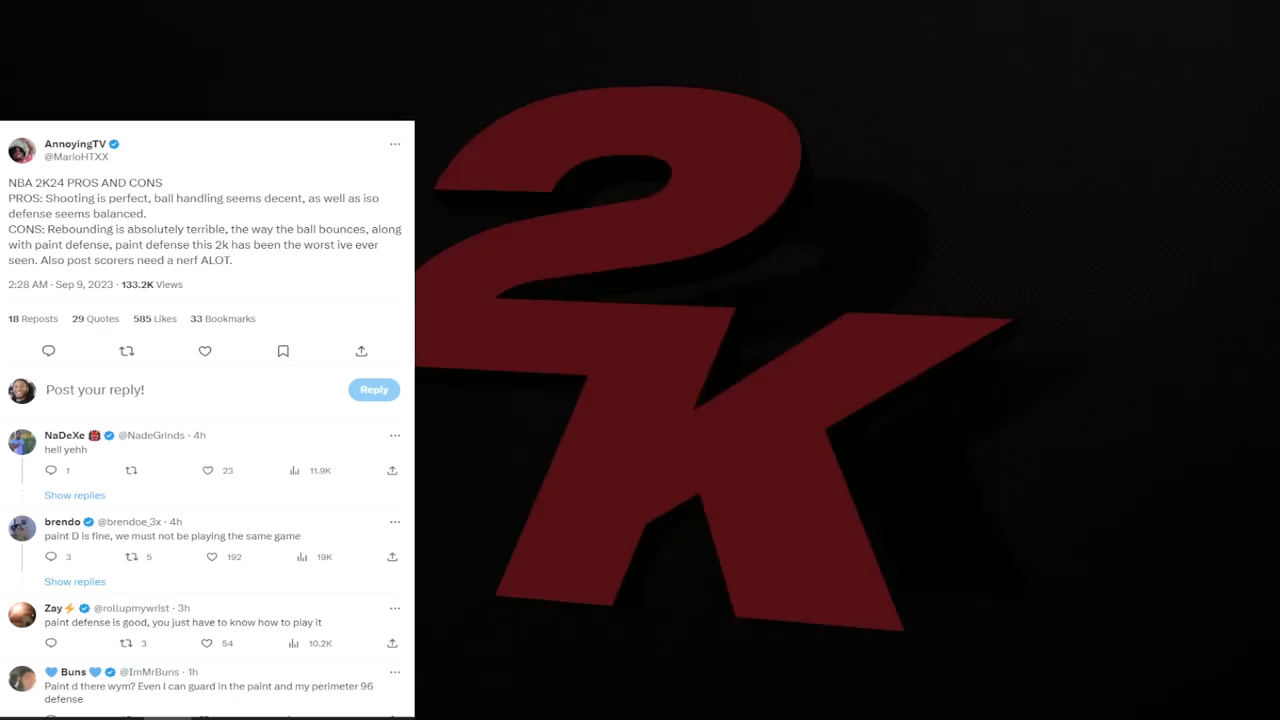 AnnoyingTV
@MarioHTXX
NBA 2K24 PROS AND CONS
PROS: Shooting is perfect, ball handling seems decent, as well as iso
defense seems balanced.
CONS: Rebounding is absolutely terrible, the way the ball bounces, along
with paint defense, paint defense this 2k has been the worst ive ever
seen. Also post scorers need a nerf ALOT.
2:28 AM · Sep 9, 2023 · 133.2K Views
18 Reposts 29 Quotes 585 Likes 33 Bookmarks
Post your reply!
Reply
NaDeXe @NadeGrinds · 4h
hell yehh
1 23 11.9K
Show replies
brendo @brendoe_3x · 4h
paint D is fine, we must not be playing the same game
3 5 192 19K
Show replies
Zay⚡ @rollupmywrist · 3h
paint defense is good, you just have to know how to play it
3 54 10.2K
💙 Buns 💙 @ImMrBuns · 1h
Paint d there wym? Even I can guard in the paint and my perimeter 96
defense
2K